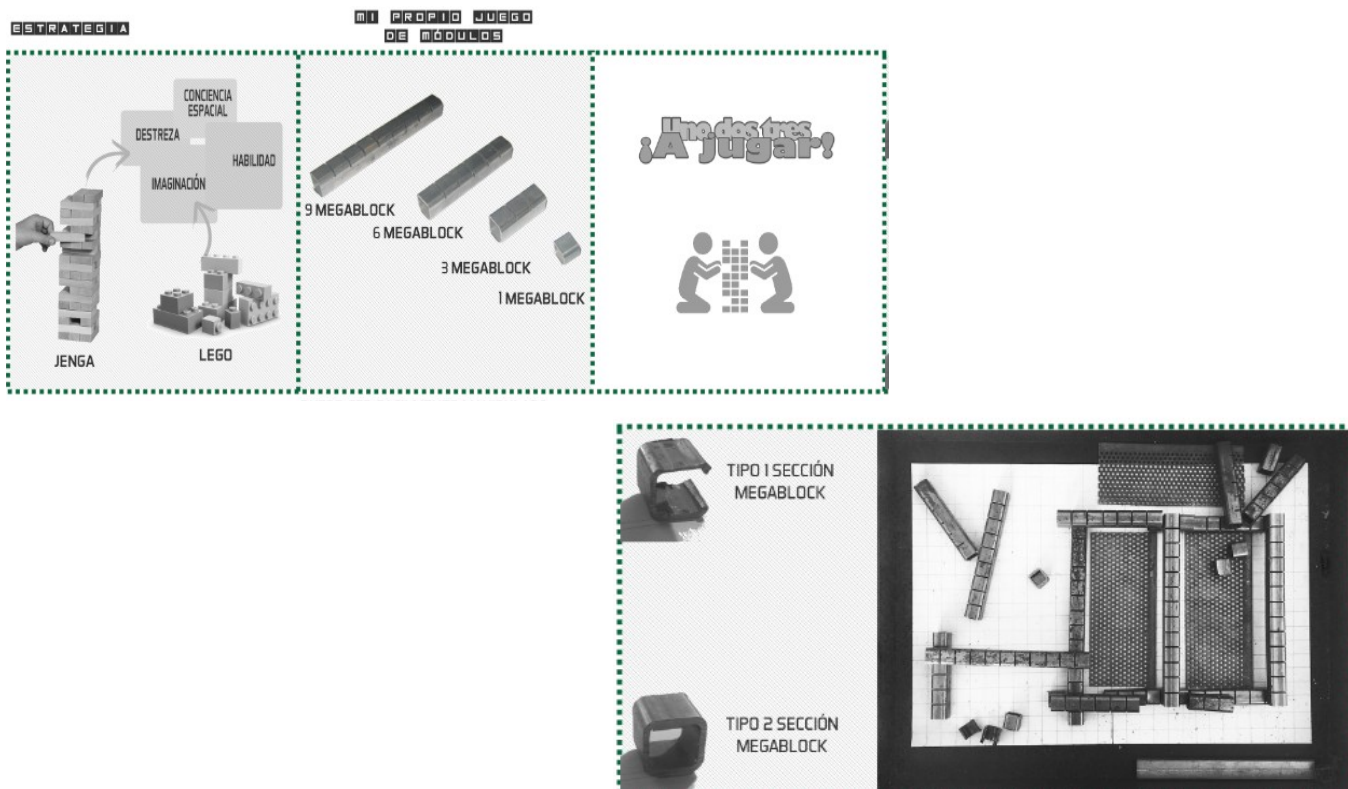 ESTRATEGIA
MI PROPIO JUEGO
DE MÓDULOS
CONCIENCIA
ESPACIAL
DESTREZA
HABILIDAD
IMAGINACIÓN
JENGA
LEGO
9 MEGABLOCK
6 MEGABLOCK
3 MEGABLOCK
1 MEGABLOCK
Uno, dos tres
¡A jugar!
TIPO 1 SECCIÓN
MEGABLOCK
TIPO 2 SECCIÓN
MEGABLOCK